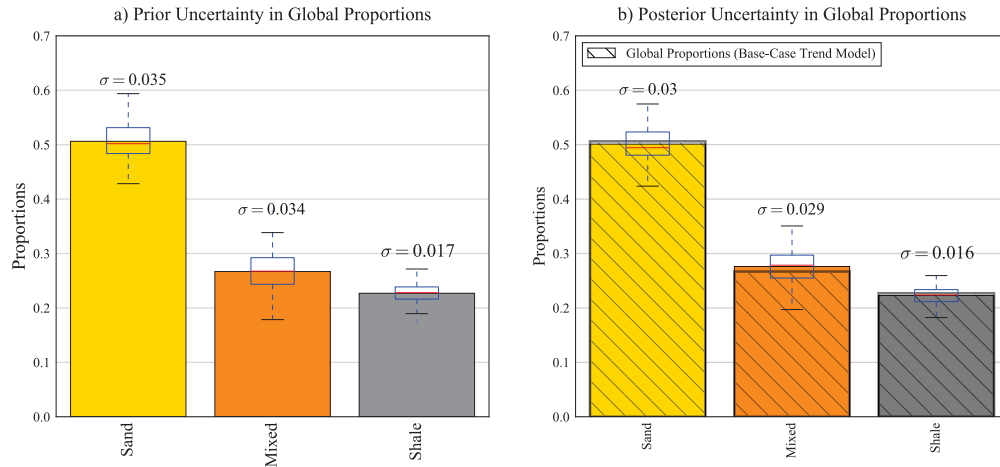 a) Prior Uncertainty in Global Proportions
Proportions
0.7
0.6
0.5
0.4
0.3
0.2
0.1
0.0
σ = 0.035
σ = 0.034
σ = 0.017
Sand
Mixed
Shale
b) Posterior Uncertainty in Global Proportions
Proportions
0.7
0.6
0.5
0.4
0.3
0.2
0.1
0.0
Global Proportions (Base-Case Trend Model)
σ = 0.03
σ = 0.029
σ = 0.016
Sand
Mixed
Shale